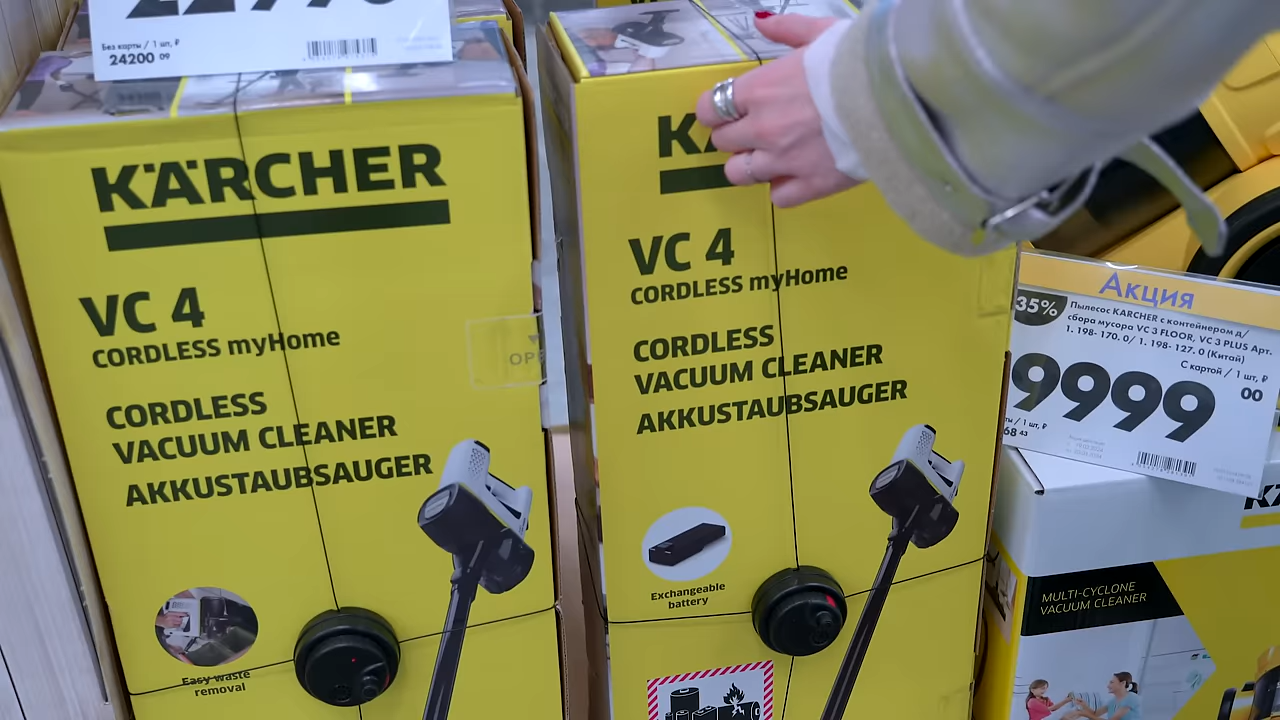 Без карты / 1 шт, ₽
24200 09
KÄRCHER
VC 4
CORDLESS myHome
CORDLESS
VACUUM CLEANER
AKKUSTAUBSAUGER
Easy waste
removal
VC 4
CORDLESS myHome
CORDLESS
VACUUM CLEANER
AKKUSTAUBSAUGER
Exchangeable
battery
Акция
35%
Пылесос KARCHER с контейнером д/
сбора мусора VC 3 FLOOR, VC 3 PLUS Арт.
1. 198-170. 0/ 1. 198- 127. 0 (Китай)
С картой / 1 шт, ₽
9999 00
/ 1 шт, ₽
MULTI-CYCLONE
VACUUM CLEANER